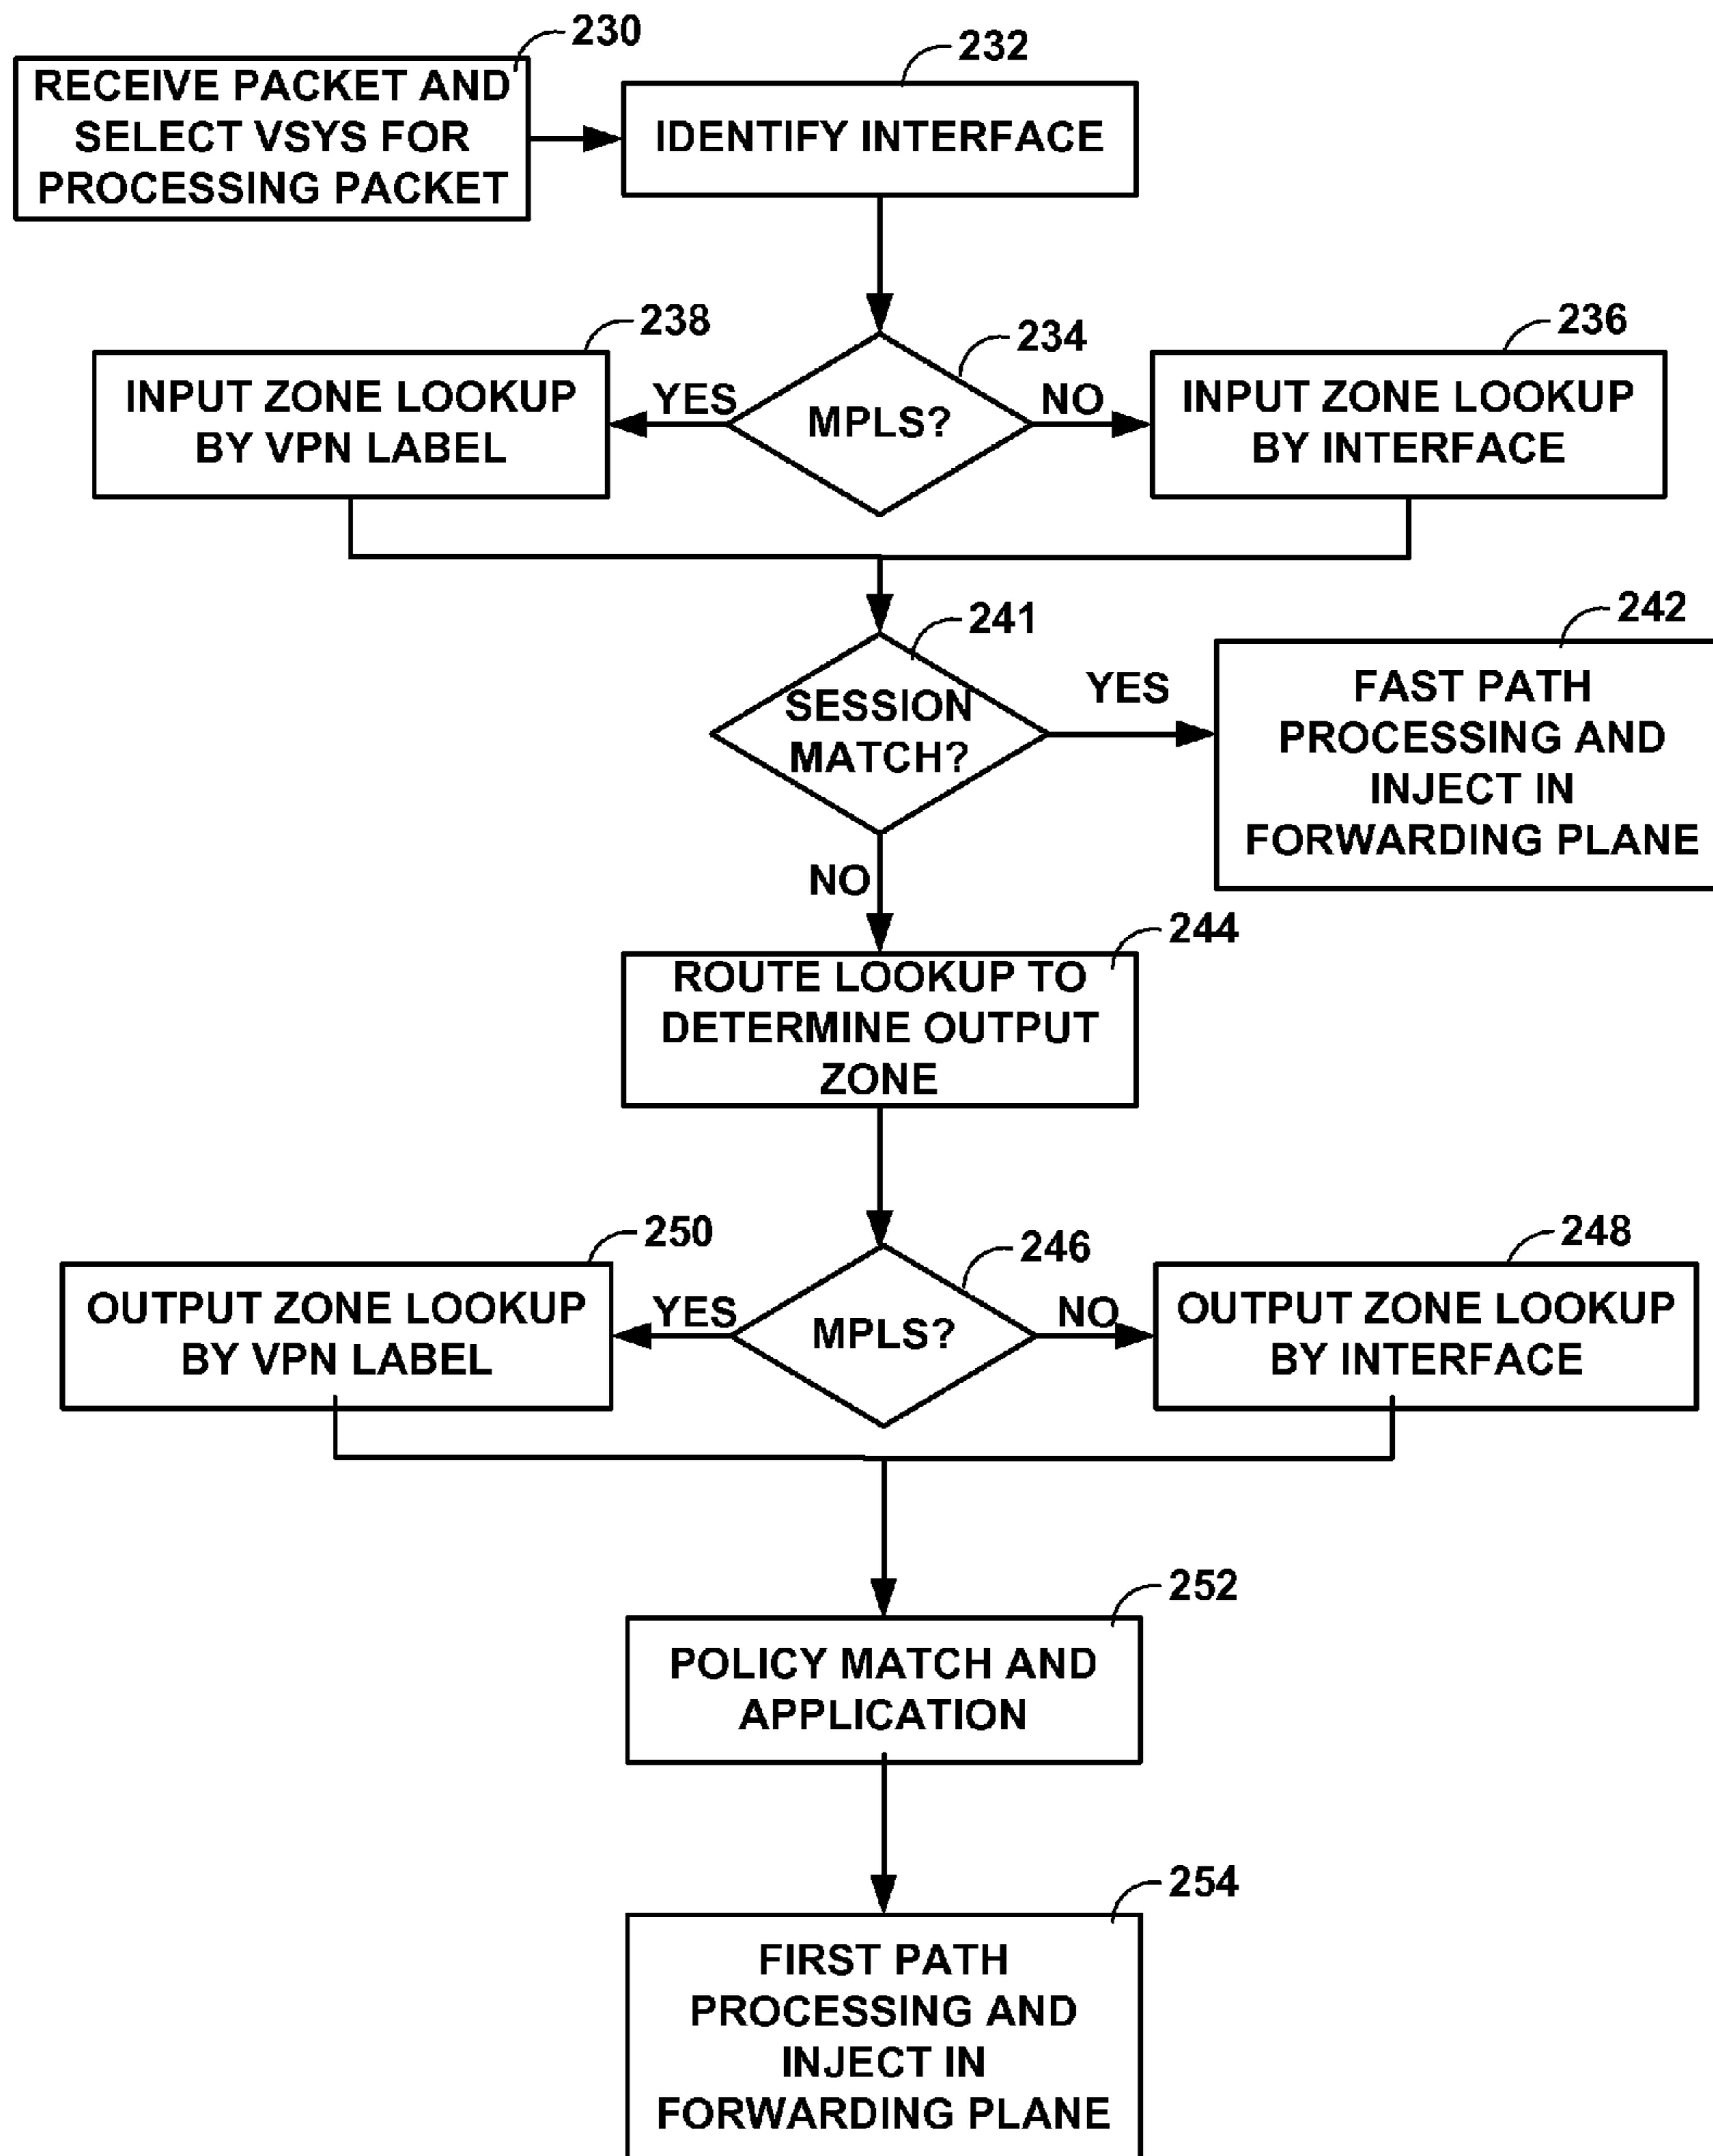 230
RECEIVE PACKET AND
SELECT VSYS FOR
PROCESSING PACKET
232
IDENTIFY INTERFACE
238
INPUT ZONE LOOKUP
BY VPN LABEL
YES
234
MPLS?
NO
236
INPUT ZONE LOOKUP
BY INTERFACE
241
SESSION
MATCH?
YES
242
FAST PATH
PROCESSING AND
INJECT IN
FORWARDING PLANE
NO
244
ROUTE LOOKUP TO
DETERMINE OUTPUT
ZONE
250
OUTPUT ZONE LOOKUP
BY VPN LABEL
YES
246
MPLS?
NO
248
OUTPUT ZONE LOOKUP
BY INTERFACE
252
POLICY MATCH AND
APPLICATION
254
FIRST PATH
PROCESSING AND
INJECT IN
FORWARDING PLANE